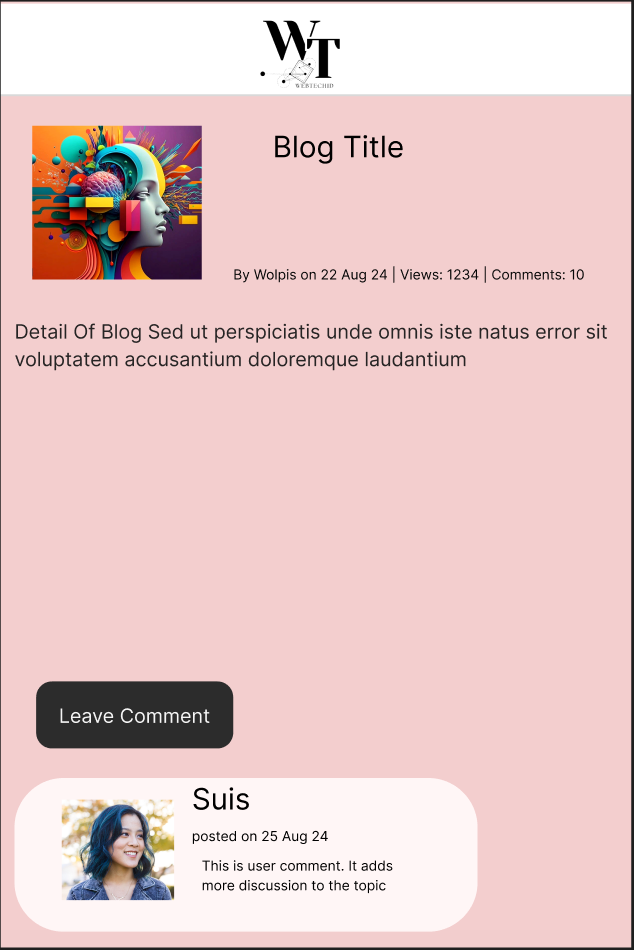 WT
WEBTECHID
Blog Title
By Wolpis on 22 Aug 24 | Views: 1234 | Comments: 10
Detail Of Blog Sed ut perspiciatis unde omnis iste natus error sit
voluptatem accusantium doloremque laudantium
Leave Comment
Suis
posted on 25 Aug 24
This is user comment. It adds
more discussion to the topic